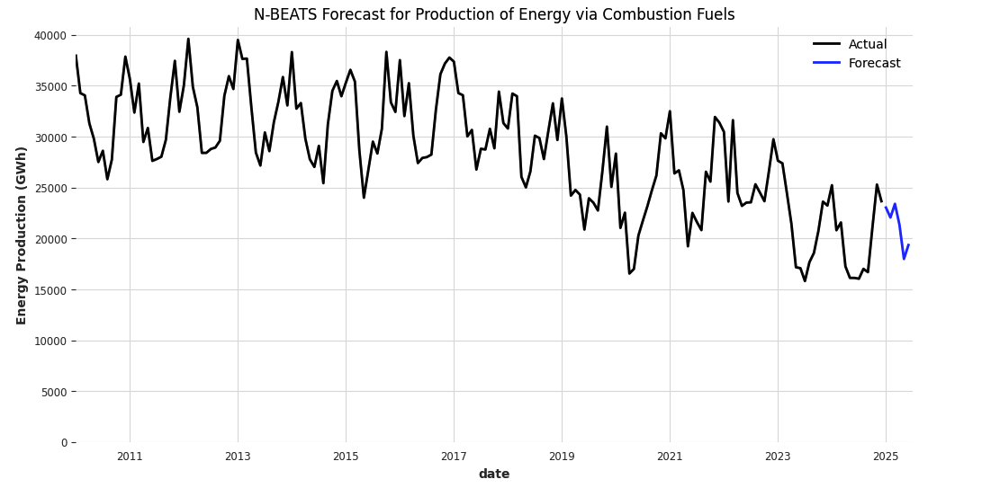 N-BEATS Forecast for Production of Energy via Combustion Fuels
Actual
Forecast
Energy Production (GWh)
40000
35000
30000
25000
20000
15000
10000
5000
0
2011 2013 2015 2017 2019 2021 2023 2025
date